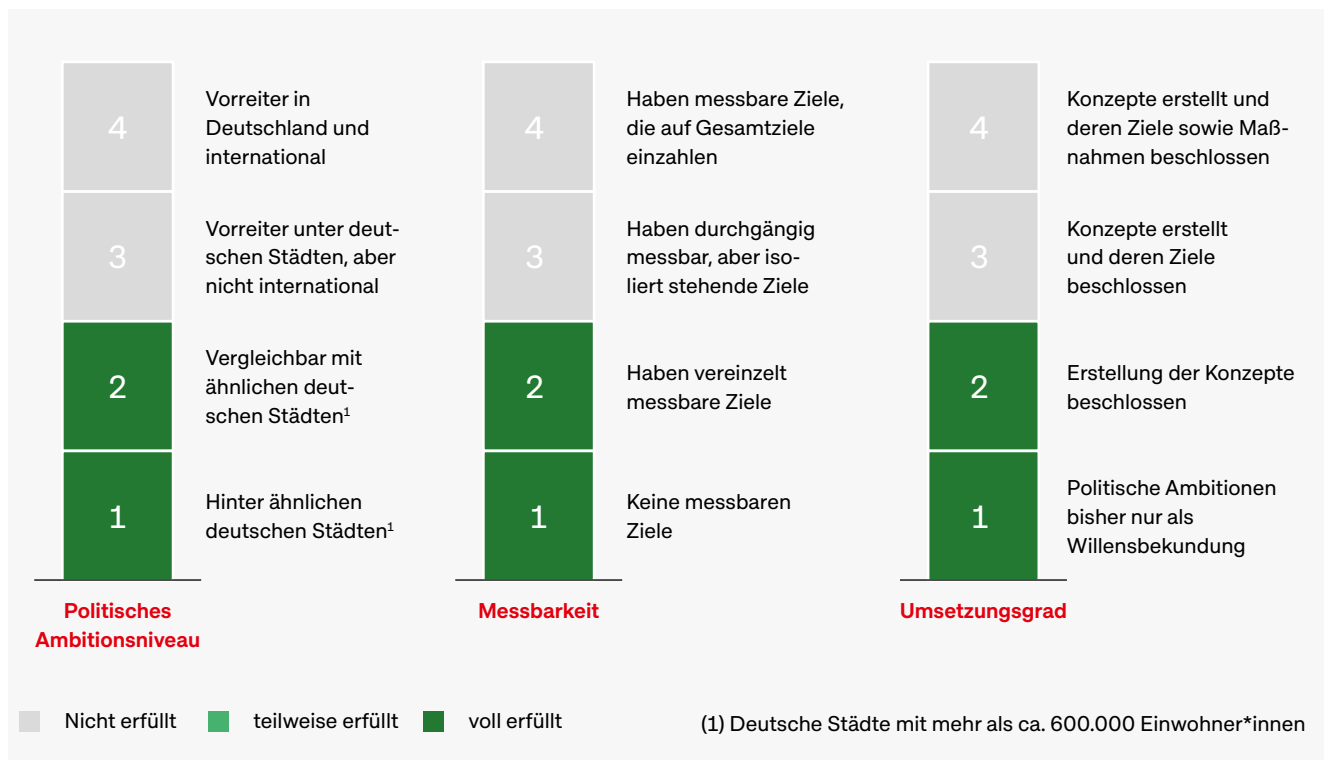 4
Vorreiter in
Deutschland und
international
3
Vorreiter unter deut-
schen Städten, aber
nicht international
2
Vergleichbar mit
ähnlichen deut-
schen Städten¹
1
Hinter ähnlichen
deutschen Städten¹
Politisches
Ambitionsniveau
4
Haben messbare Ziele,
die auf Gesamtziele
einzahlen
3
Haben durchgängig
messbar, aber iso-
liert stehende Ziele
2
Haben vereinzelt
messbare Ziele
1
Keine messbaren
Ziele
Messbarkeit
4
Konzepte erstellt und
deren Ziele sowie Maß-
nahmen beschlossen
3
Konzepte erstellt
und deren Ziele
beschlossen
2
Erstellung der Konzepte
beschlossen
1
Politische Ambitionen
bisher nur als
Willensbekundung
Umsetzungsgrad
Nicht erfüllt
teilweise erfüllt
voll erfüllt
(1) Deutsche Städte mit mehr als ca. 600.000 Einwohner*innen